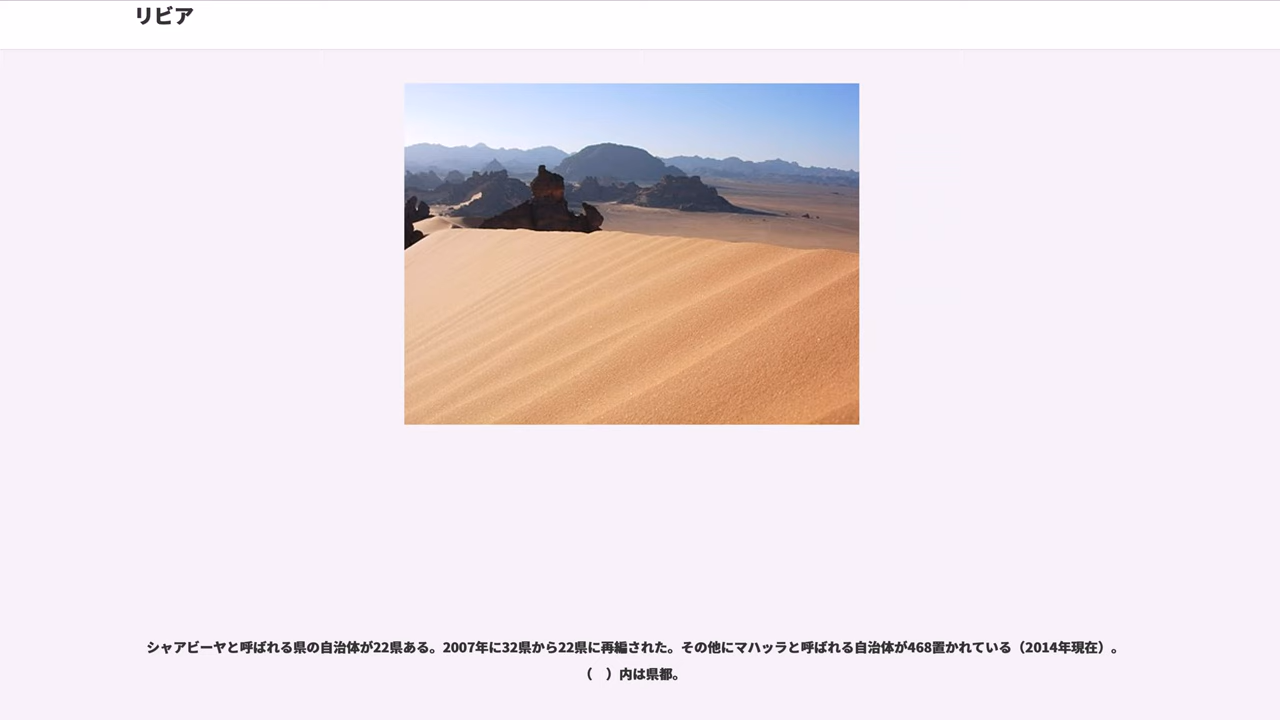 リビア
シャアビーヤと呼ばれる県の自治体が22県ある。2007年に32県から22県に再編された。その他にマハッラと呼ばれる自治体が468置かれている（2014年現在）。
（　）内は県都。